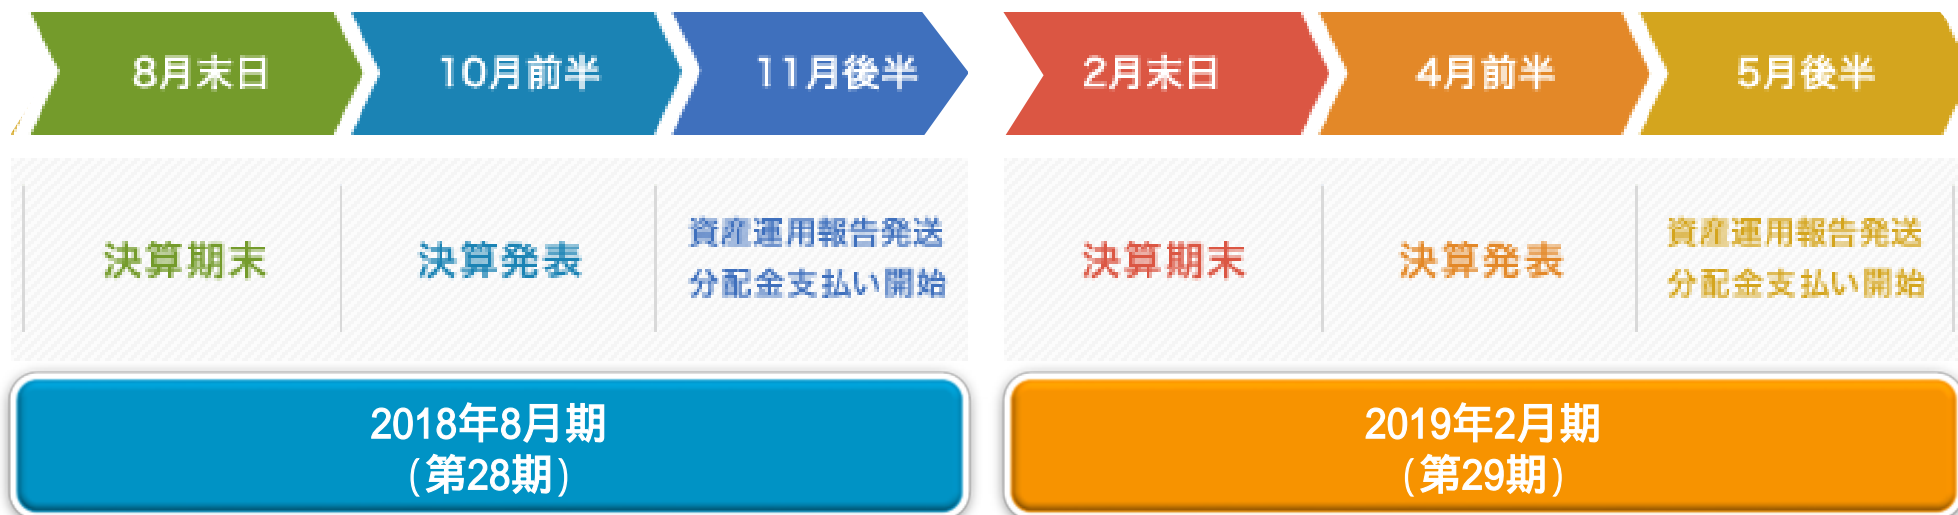 8月末日
10月前半
11月後半
2月末日
4月前半
5月後半
決算期末
決算発表
資産運用報告発送
分配金支払い開始
決算期末
決算発表
資産運用報告発送
分配金支払い開始
2018年8月期
（第28期）
2019年2月期
（第29期）